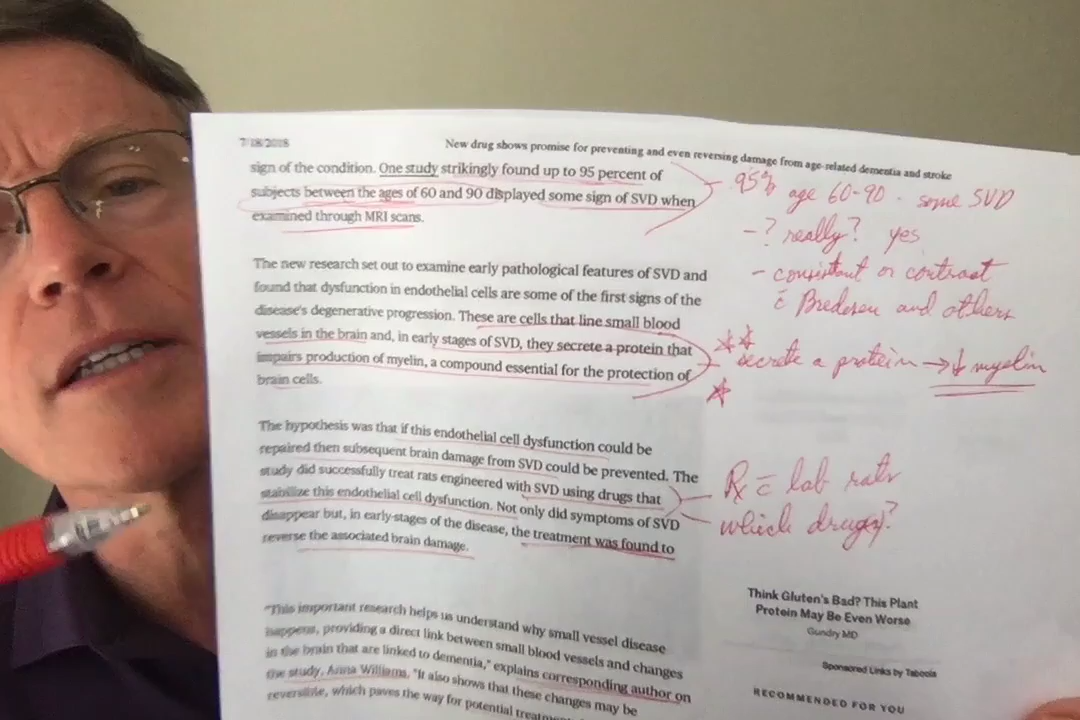 7/18/2018
New drug shows promise for preventing and even reversing damage from age-related dementia and stroke
sign of the condition. One study strikingly found up to 95 percent of
subjects between the ages of 60 and 90 displayed some sign of SVD when
examined through MRI scans.
95% age 60-90 - some SVD
- ? really? yes
- consistent or contrast
c̄ Bredesen and others
The new research set out to examine early pathological features of SVD and
found that dysfunction in endothelial cells are some of the first signs of the
disease's degenerative progression. These are cells that line small blood
vessels in the brain and, in early stages of SVD, they secrete a protein that
impairs production of myelin, a compound essential for the protection of
brain cells.
secrete a protein → ↓ myelin
The hypothesis was that if this endothelial cell dysfunction could be
repaired then subsequent brain damage from SVD could be prevented. The
study did successfully treat rats engineered with SVD using drugs that
stabilize this endothelial cell dysfunction. Not only did symptoms of SVD
disappear but, in early-stages of the disease, the treatment was found to
reverse the associated brain damage.
Rx c̄ lab rats
which drugs?
"This important research helps us understand why small vessel disease
happens, providing a direct link between small blood vessels and changes
in the brain that are linked to dementia," explains corresponding author on
the study, Anna Williams. "It also shows that these changes may be
reversible, which paves the way for potential
Think Gluten's Bad? This Plant
Protein May Be Even Worse
Gundry MD
Sponsored Links by Taboola
RECOMMENDED FOR YOU